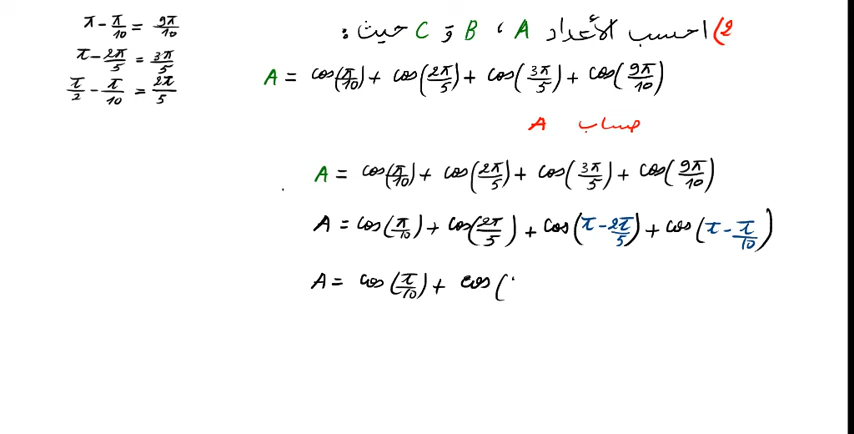 2) احسب الأعداد A ، B و C حيث :
π - π/10 = 9π/10
π - 2π/5 = 3π/5
π/2 - π/10 = 2π/5
A = cos(π/10) + cos(2π/5) + cos(3π/5) + cos(9π/10)
حساب A
A = cos(π/10) + cos(2π/5) + cos(3π/5) + cos(9π/10)
A = cos(π/10) + cos(2π/5) + cos(π - 2π/5) + cos(π - π/10)
A = cos(π/10) + cos(